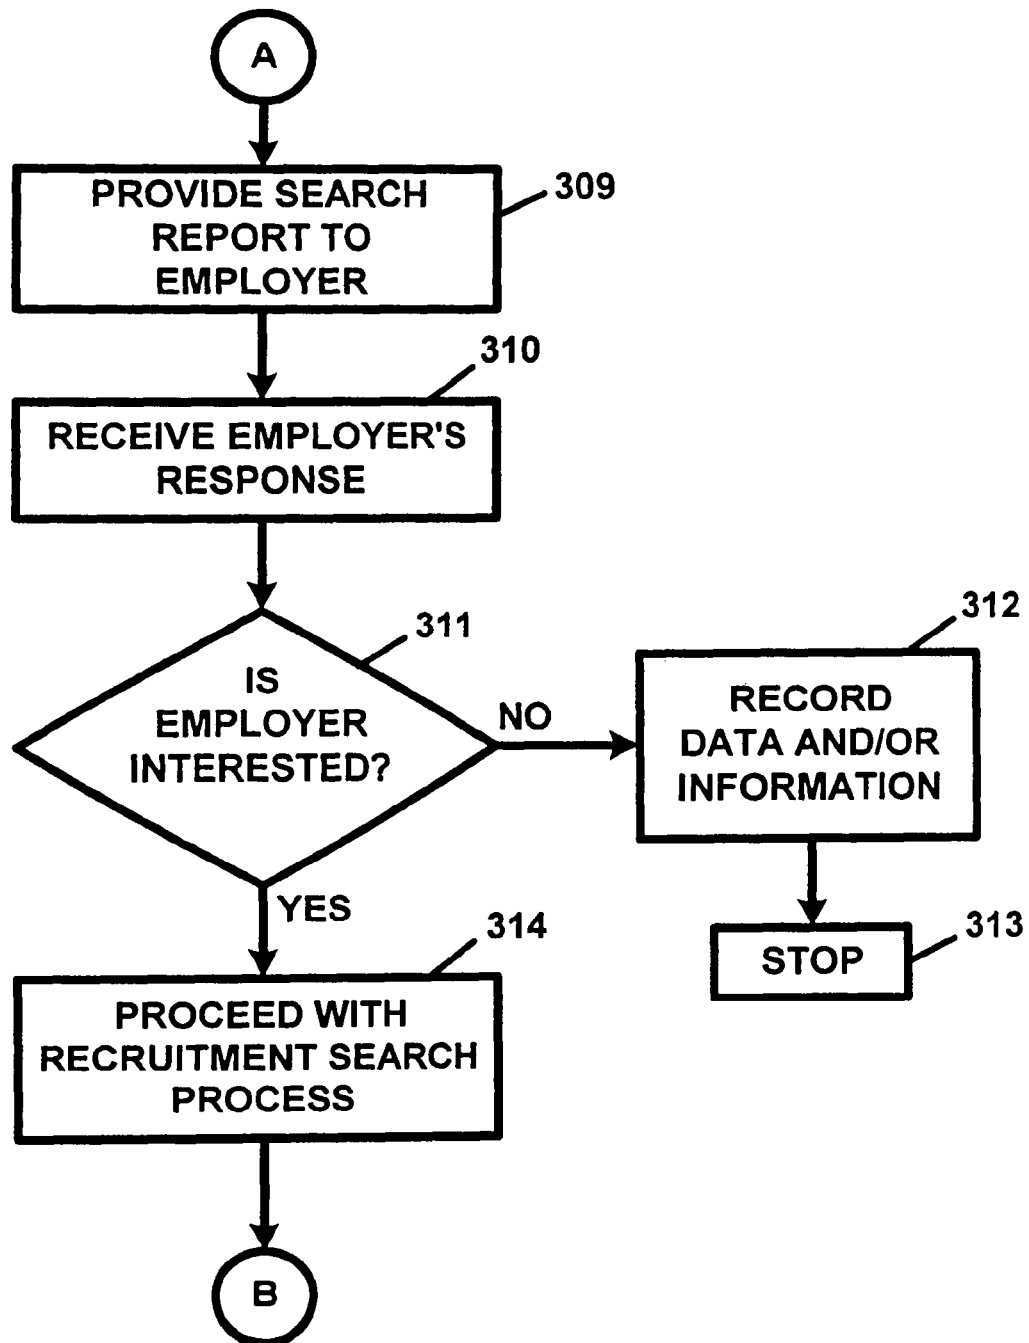 A
PROVIDE SEARCH
REPORT TO
EMPLOYER
309
310
RECEIVE EMPLOYER'S
RESPONSE
311
IS
EMPLOYER
INTERESTED?
NO
312
RECORD
DATA AND/OR
INFORMATION
313
STOP
YES
314
PROCEED WITH
RECRUITMENT SEARCH
PROCESS
B